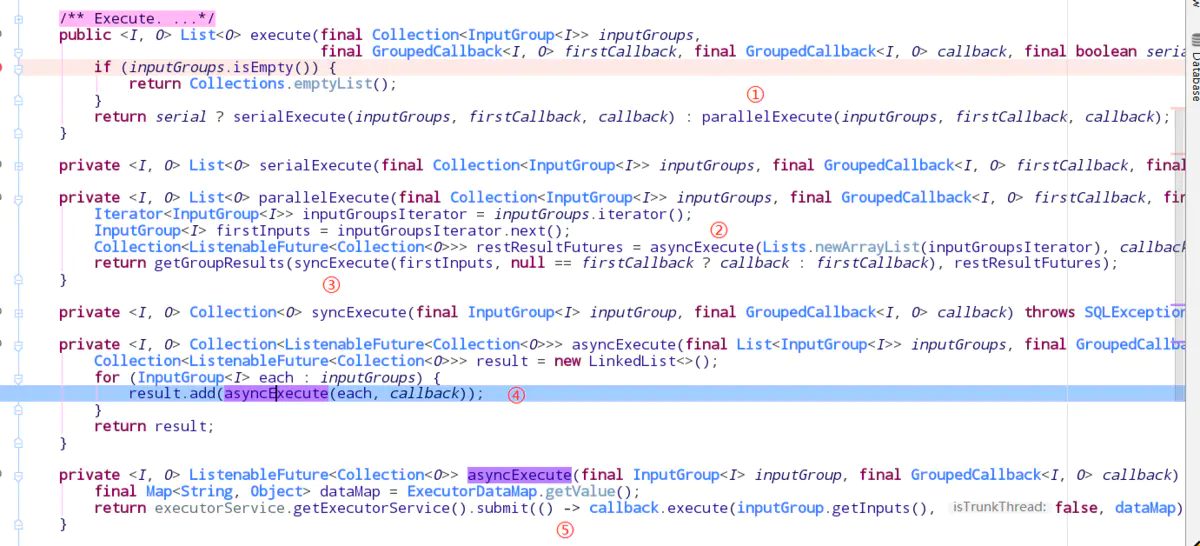 /** Execute. ...*/
public <I, O> List<O> execute(final Collection<InputGroup<I>> inputGroups,
final GroupedCallback<I, O> firstCallback, final GroupedCallback<I, O> callback, final boolean seria
if (inputGroups.isEmpty()) {
return Collections.emptyList();
}
①
return serial ? serialExecute(inputGroups, firstCallback, callback) : parallelExecute(inputGroups, firstCallback, callback);
}
private <I, O> List<O> serialExecute(final Collection<InputGroup<I>> inputGroups, final GroupedCallback<I, O> firstCallback, final
private <I, O> List<O> parallelExecute(final Collection<InputGroup<I>> inputGroups, final GroupedCallback<I, O> firstCallback, fin
Iterator<InputGroup<I>> inputGroupsIterator = inputGroups.iterator();
InputGroup<I> firstInputs = inputGroupsIterator.next();
②
Collection<ListenableFuture<Collection<O>>> restResultFutures = asyncExecute(Lists.newArrayList(inputGroupsIterator), callback
return getGroupResults(syncExecute(firstInputs, null == firstCallback ? callback : firstCallback), restResultFutures);
}
③
private <I, O> Collection<O> syncExecute(final InputGroup<I> inputGroup, final GroupedCallback<I, O> callback) throws SQLException
private <I, O> Collection<ListenableFuture<Collection<O>>> asyncExecute(final List<InputGroup<I>> inputGroups, final GroupedCallba
Collection<ListenableFuture<Collection<O>>> result = new LinkedList<>();
for (InputGroup<I> each : inputGroups) {
result.add(asyncExecute(each, callback)); ④
}
return result;
}
private <I, O> ListenableFuture<Collection<O>> asyncExecute(final InputGroup<I> inputGroup, final GroupedCallback<I, O> callback)
final Map<String, Object> dataMap = ExecutorDataMap.getValue();
return executorService.getExecutorService().submit(() -> callback.execute(inputGroup.getInputs(), isTrunkThread: false, dataMap)
}
⑤
Database